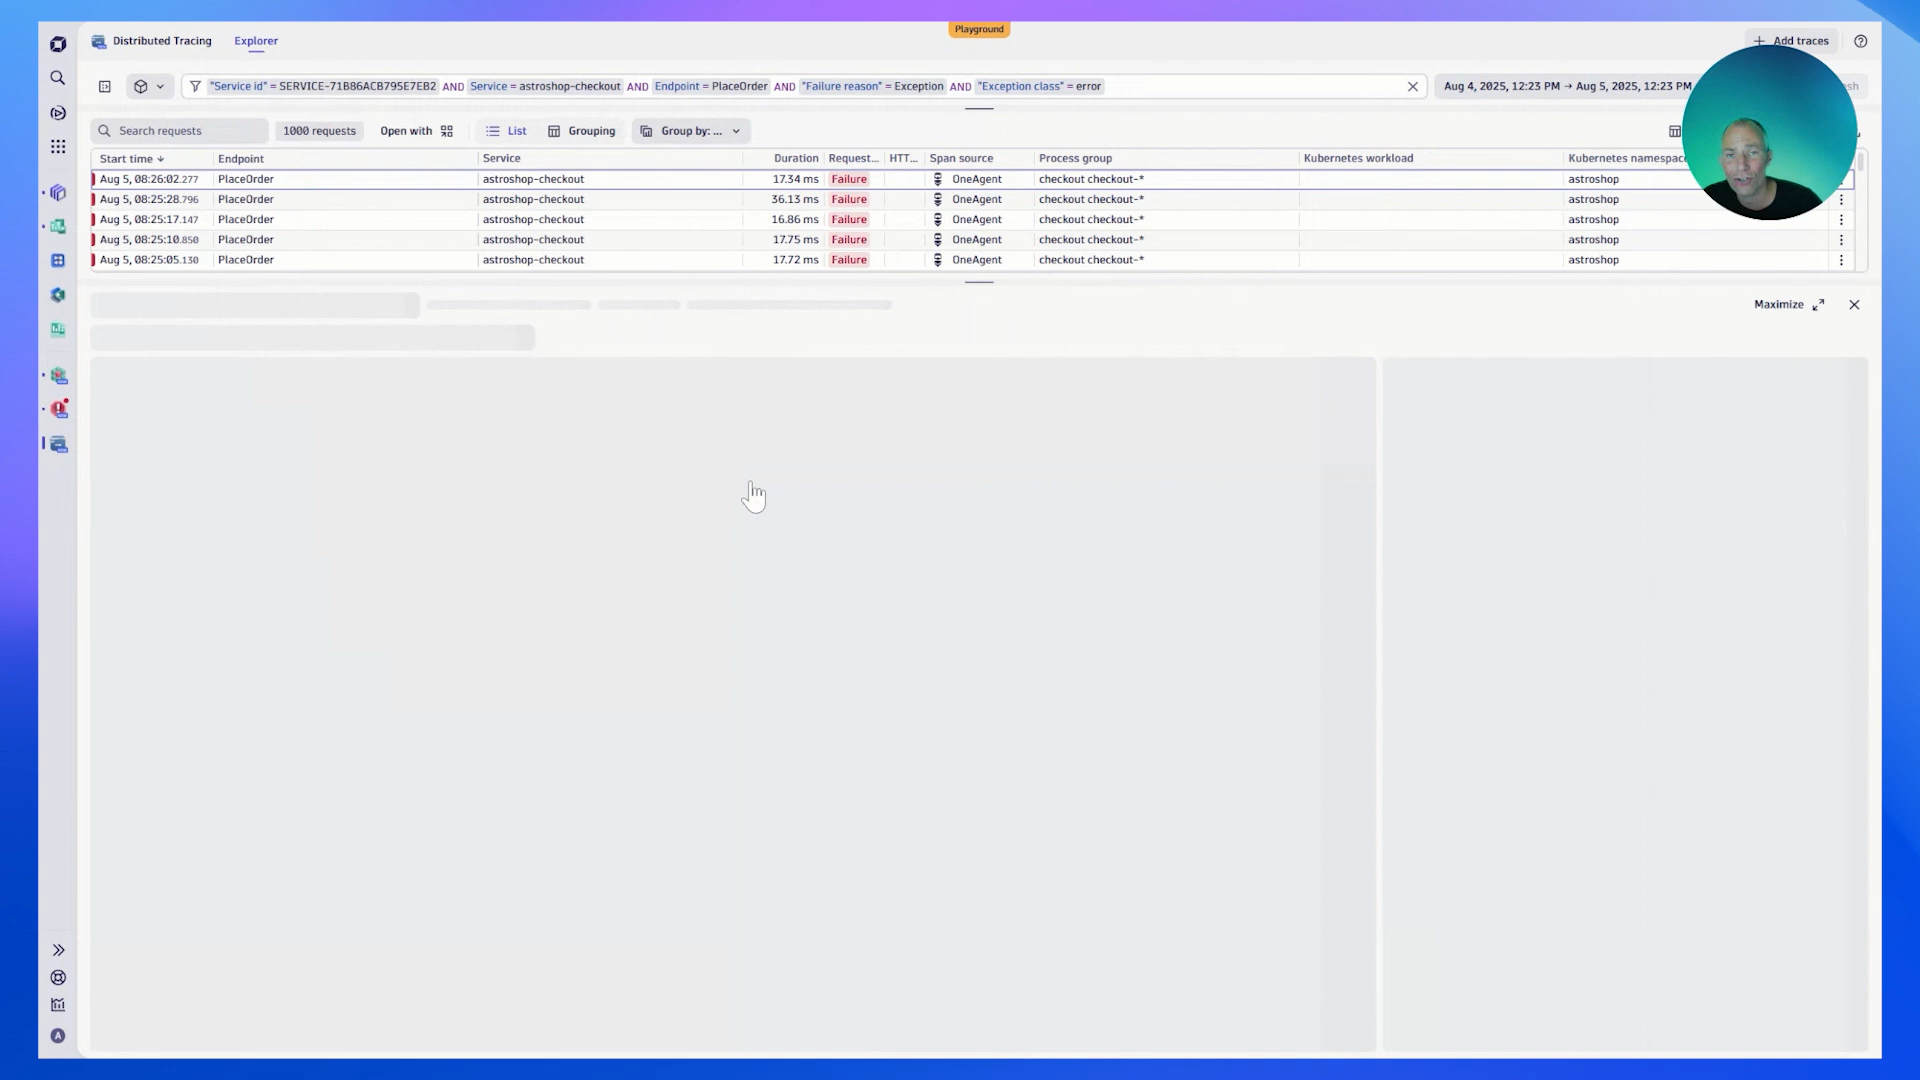 Playground
Distributed Tracing Explorer Add traces
"Service id" = SERVICE-71B86ACB795E7EB2 AND Service = astroshop-checkout AND Endpoint = PlaceOrder AND "Failure reason" = Exception AND "Exception class" = error Aug 4, 2025, 12:23 PM → Aug 5, 2025, 12:23 PM
Search requests 1000 requests Open with List Grouping Group by: ...
Start time Endpoint Service Duration Request... HTT... Span source Process group Kubernetes workload Kubernetes namespace
Aug 5, 08:26:02.277 PlaceOrder astroshop-checkout 17.34 ms Failure OneAgent checkout checkout-* astroshop
Aug 5, 08:25:28.796 PlaceOrder astroshop-checkout 36.13 ms Failure OneAgent checkout checkout-* astroshop
Aug 5, 08:25:17.147 PlaceOrder astroshop-checkout 16.86 ms Failure OneAgent checkout checkout-* astroshop
Aug 5, 08:25:10.850 PlaceOrder astroshop-checkout 17.75 ms Failure OneAgent checkout checkout-* astroshop
Aug 5, 08:25:05.130 PlaceOrder astroshop-checkout 17.72 ms Failure OneAgent checkout checkout-* astroshop
Maximize
A